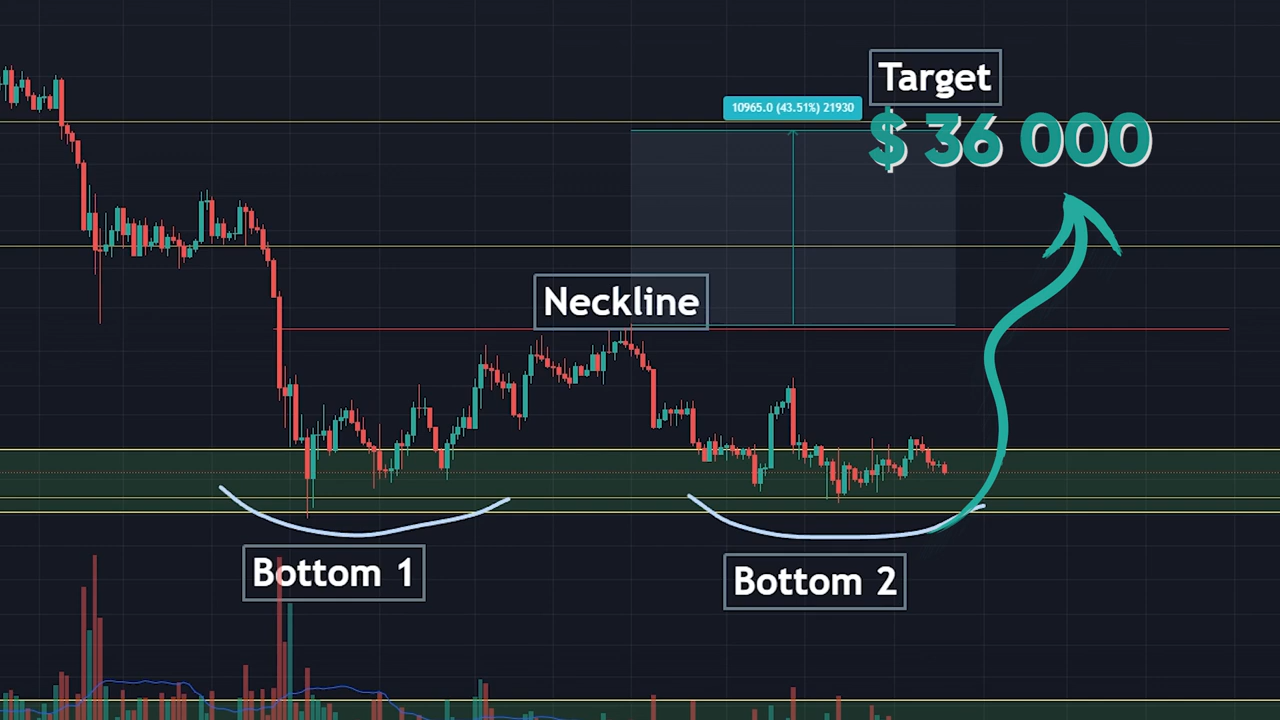 Target
10965.0 (43.51%) 21930
$ 36 000
Neckline
Bottom 1
Bottom 2